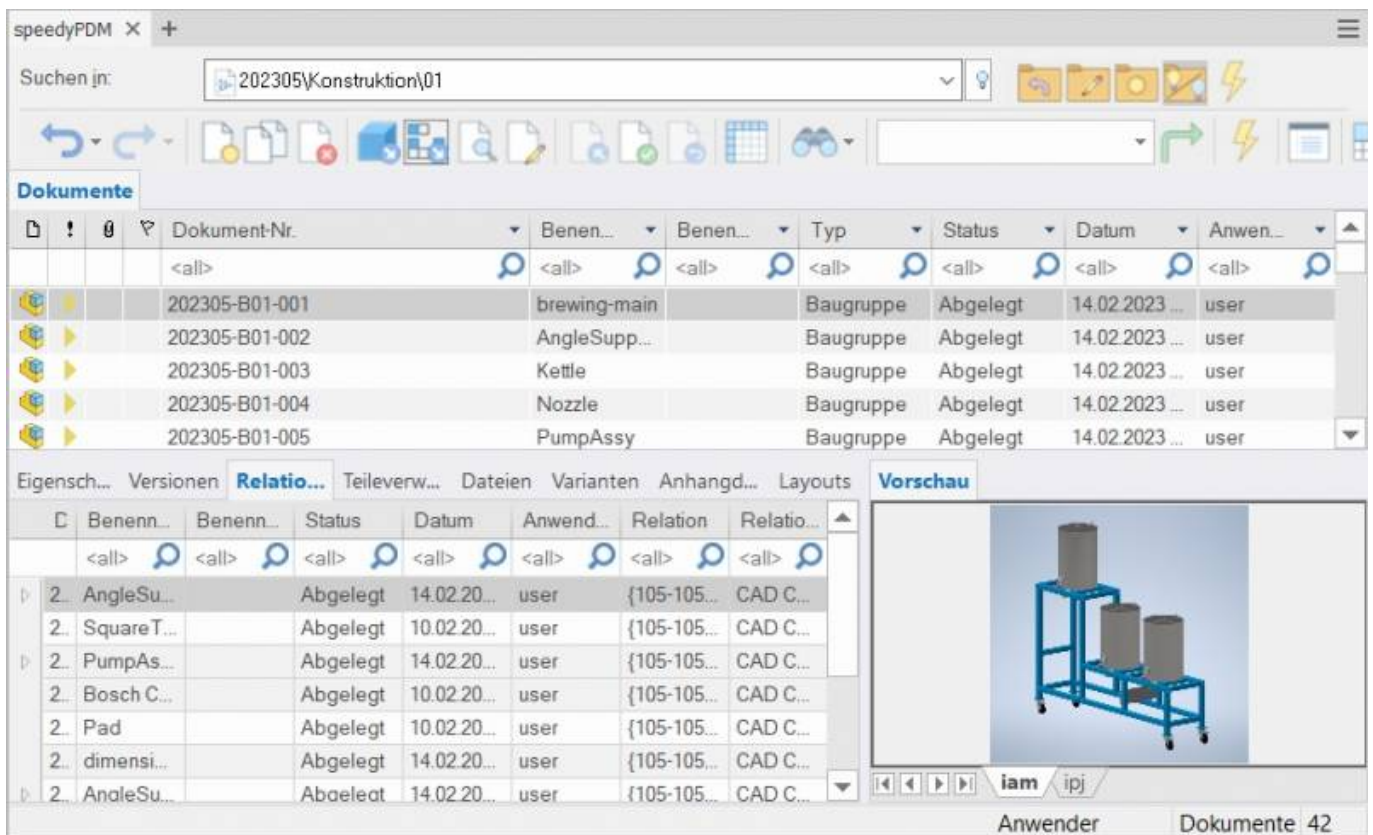 speedyPDM × +
Suchen in: 202305\Konstruktion\01
Dokumente
! Dokument-Nr. Benen... Benen... Typ Status Datum Anwen...
<all> <all> <all> <all> <all> <all> <all>
202305-B01-001 brewing-main Baugruppe Abgelegt 14.02.2023 ... user
202305-B01-002 AngleSupp... Baugruppe Abgelegt 14.02.2023 ... user
202305-B01-003 Kettle Baugruppe Abgelegt 14.02.2023 ... user
202305-B01-004 Nozzle Baugruppe Abgelegt 14.02.2023 ... user
202305-B01-005 PumpAssy Baugruppe Abgelegt 14.02.2023 ... user
Eigensch... Versionen Relatio... Teileverw... Dateien Varianten Anhangd... Layouts Vorschau
Benenn... Benenn... Status Datum Anwend... Relation Relatio...
<all> <all> <all> <all> <all> <all> <all>
2.. AngleSu... Abgelegt 14.02.20... user {105-105... CAD C...
2.. SquareT... Abgelegt 10.02.20... user {105-105... CAD C...
2.. PumpAs... Abgelegt 14.02.20... user {105-105... CAD C...
2.. Bosch C... Abgelegt 10.02.20... user {105-105... CAD C...
2.. Pad Abgelegt 10.02.20... user {105-105... CAD C...
2.. dimensi... Abgelegt 14.02.20... user {105-105... CAD C...
2.. AngleSu... Abgelegt 14.02.20... user {105-105... CAD C...
iam ipj
Anwender Dokumente 42